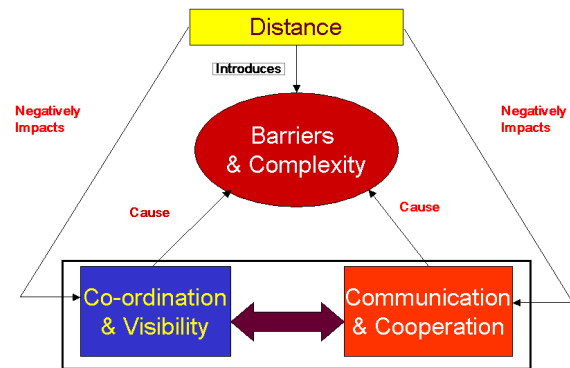 Distance
Introduces
Negatively
Impacts
Negatively
Impacts
Barriers
& Complexity
Cause
Cause
Co-ordination
& Visibility
Communication
& Cooperation